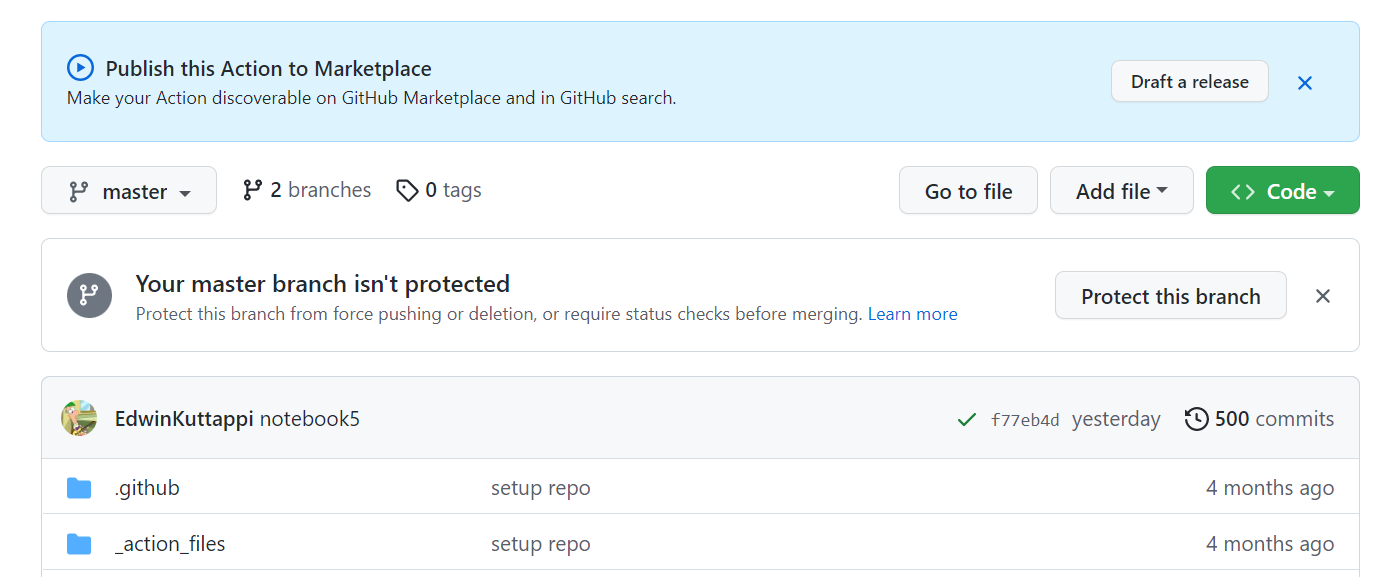 Publish this Action to Marketplace
Make your Action discoverable on GitHub Marketplace and in GitHub search.
Draft a release
master
2 branches
0 tags
Go to file
Add file
Code
Your master branch isn't protected
Protect this branch from force pushing or deletion, or require status checks before merging. Learn more
Protect this branch
EdwinKuttappi notebook5
f77eb4d yesterday
500 commits
.github setup repo 4 months ago
_action_files setup repo 4 months ago